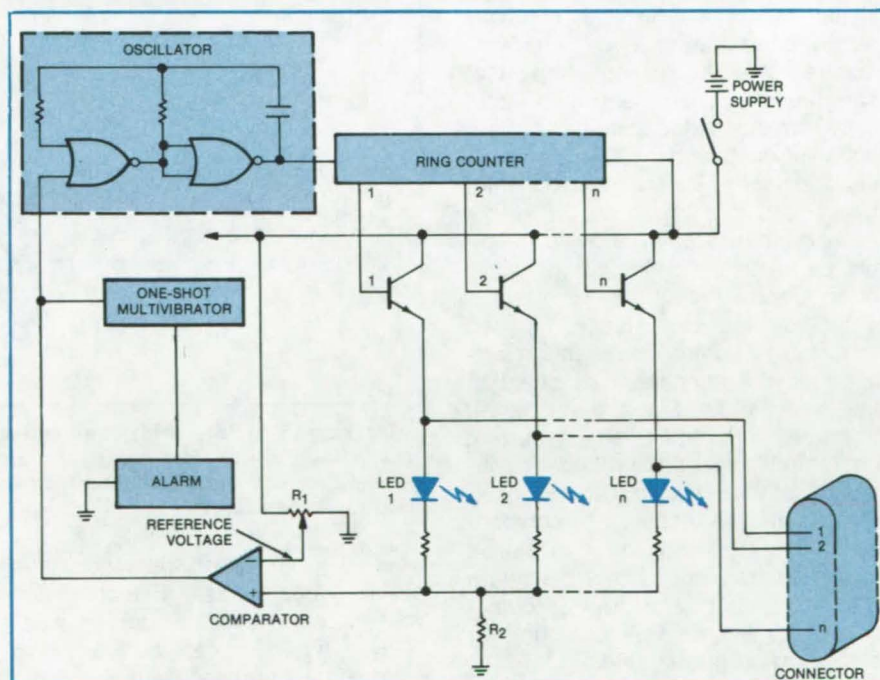 OSCILLATOR
POWER
SUPPLY
RING COUNTER
1
2
n
1
2
n
ONE-SHOT
MULTIVIBRATOR
ALARM
R1
REFERENCE
VOLTAGE
LED
1
LED
2
LED
n
−
+
COMPARATOR
R2
1
2
n
CONNECTOR